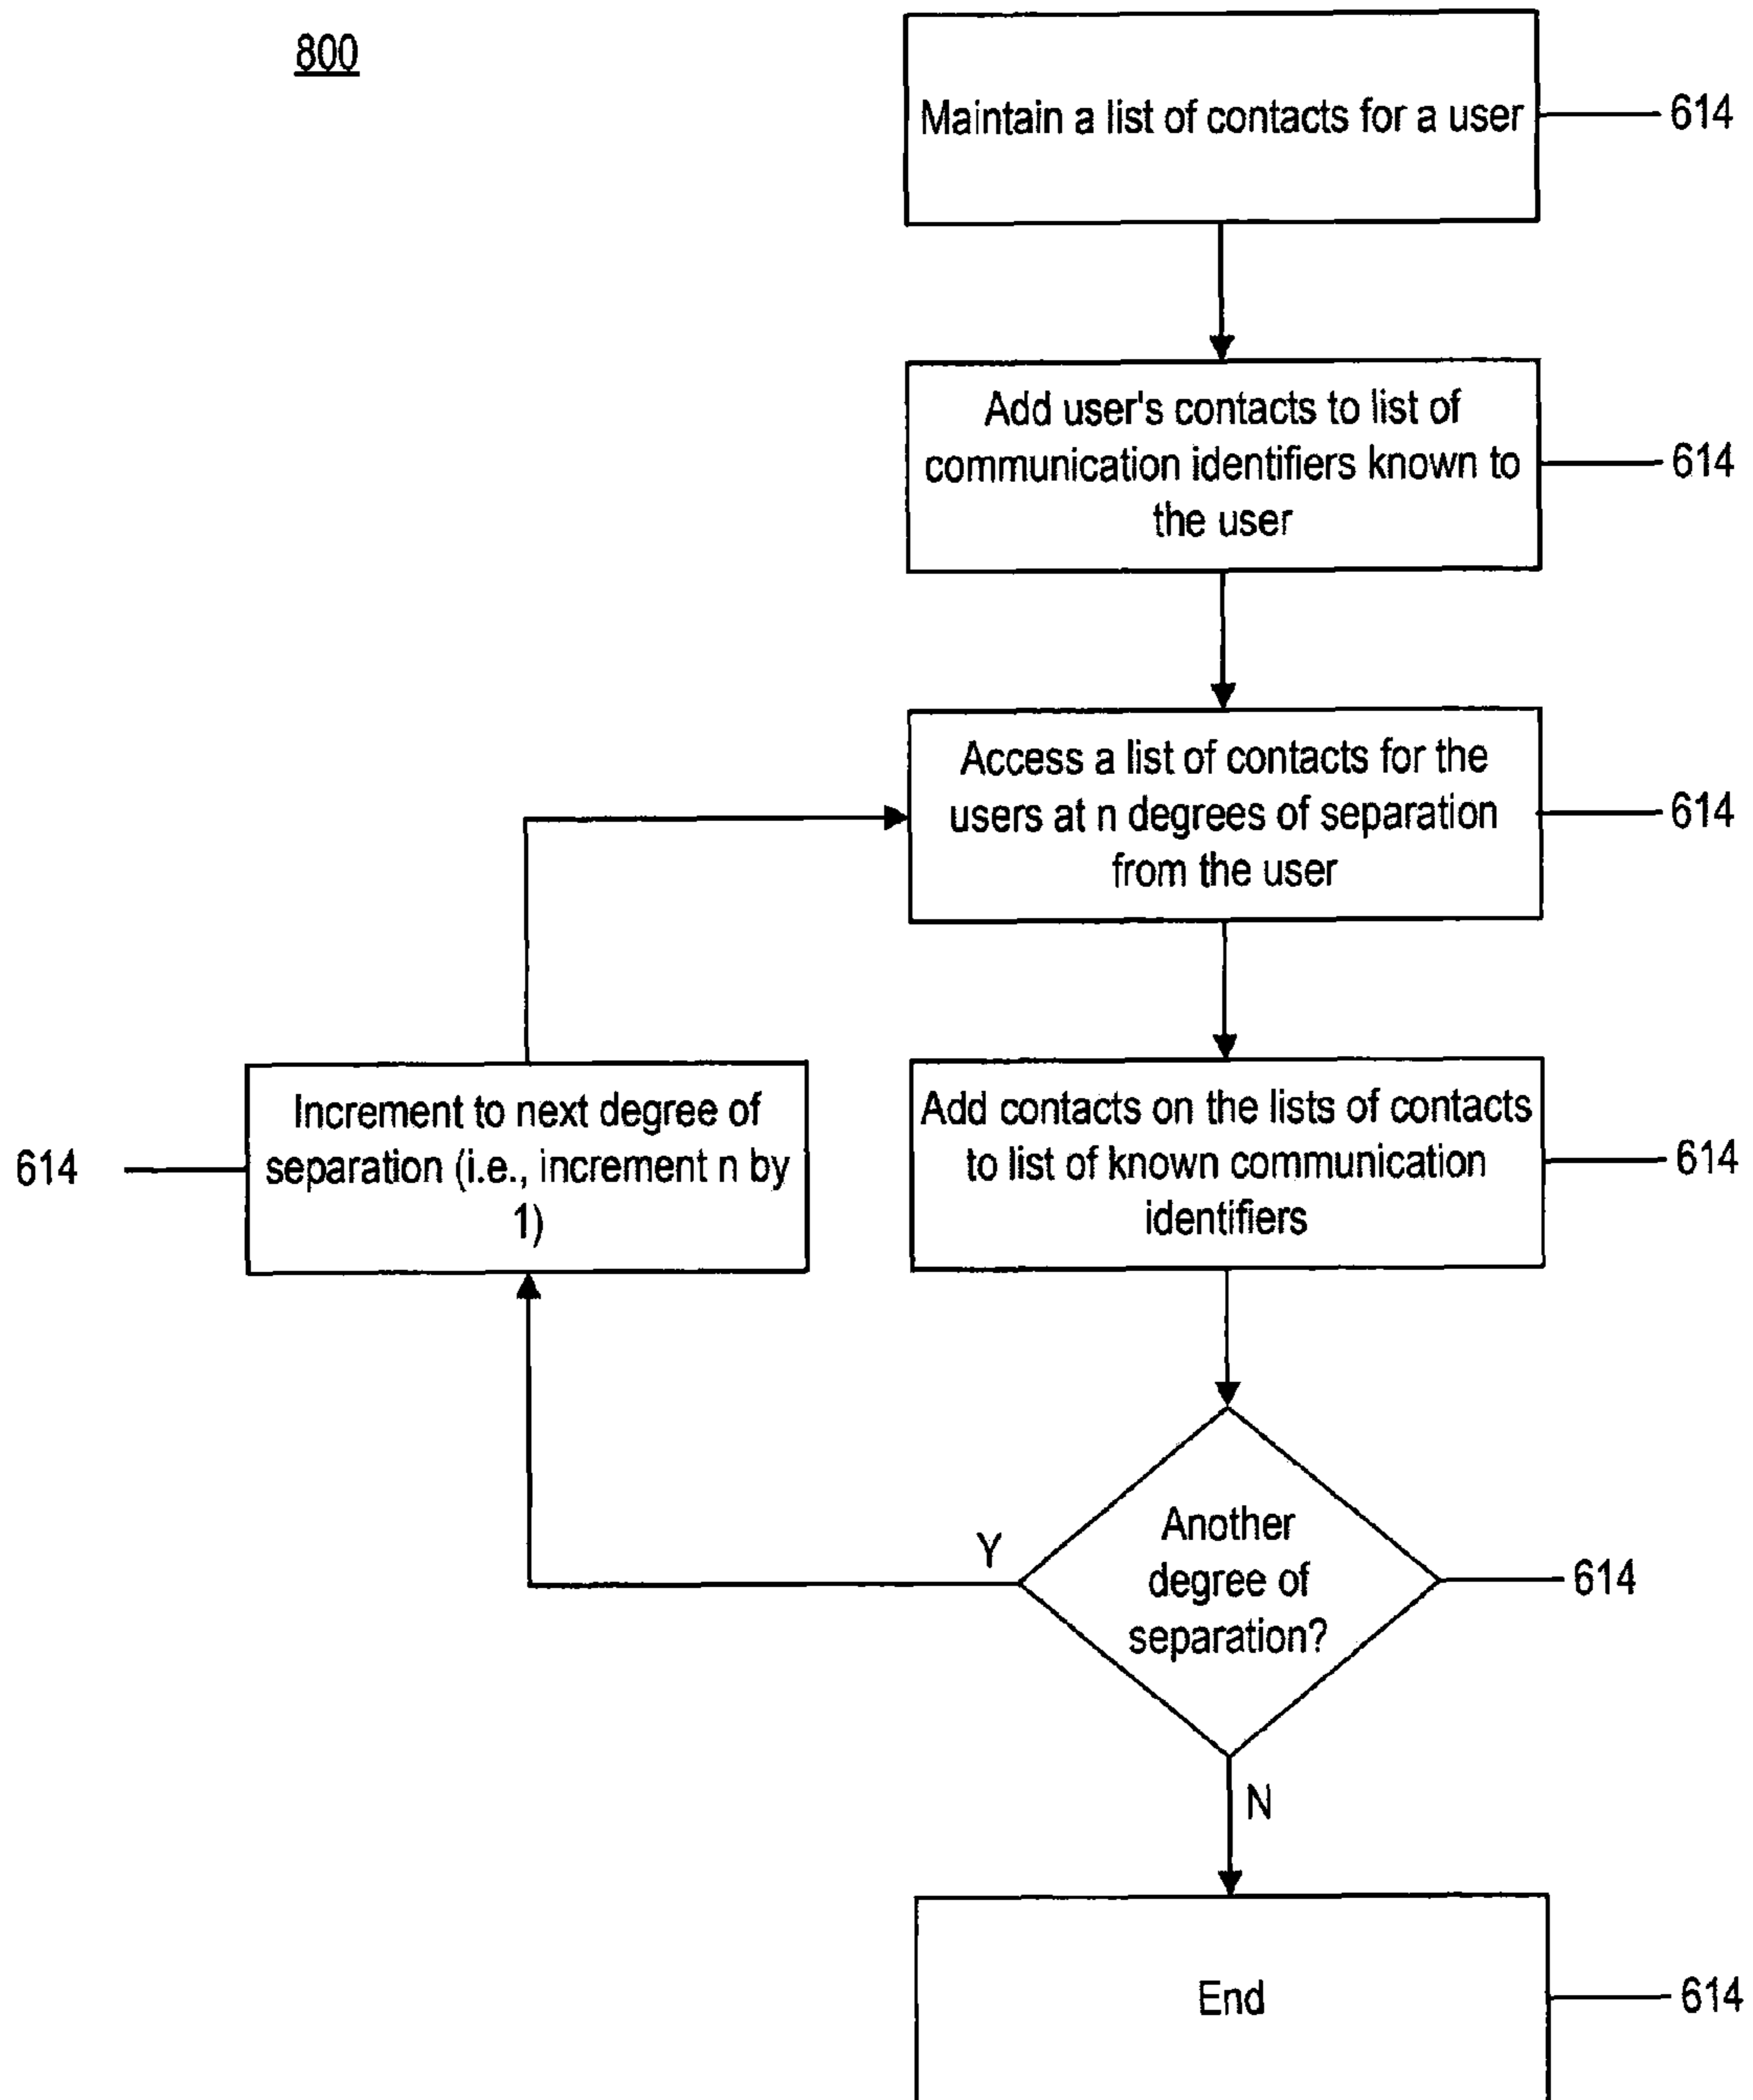 800
Maintain a list of contacts for a user
614
Add user's contacts to list of
communication identifiers known to
the user
614
Access a list of contacts for the
users at n degrees of separation
from the user
614
Add contacts on the lists of contacts
to list of known communication
identifiers
614
Increment to next degree of
separation (i.e., increment n by
1)
614
Another
degree of
separation?
614
Y
N
End
614